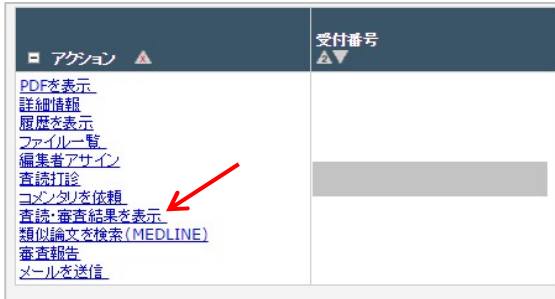 アクション
受付番号
PDFを表示
詳細情報
履歴を表示
ファイル一覧
編集者アサイン
査読打診
コメンタリを依頼
査読・審査結果を表示
類似論文を検索(MEDLINE)
審査報告
メールを送信